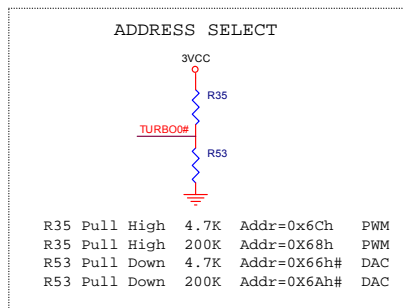 ADDRESS SELECT
3VCC
R35
TURBO0#
R53
R35 Pull High 4.7K Addr=0x6Ch PWM
R35 Pull High 200K Addr=0X68h PWM
R53 Pull Down 4.7K Addr=0X66h# DAC
R53 Pull Down 200K Addr=0X6Ah# DAC